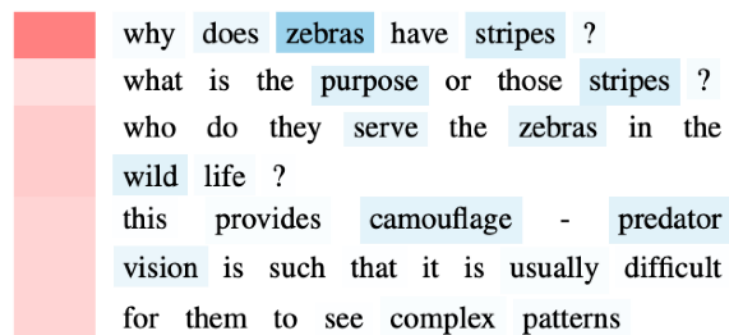 why does zebras have stripes ?
what is the purpose or those stripes ?
who do they serve the zebras in the
wild life ?
this provides camouflage - predator
vision is such that it is usually difficult
for them to see complex patterns